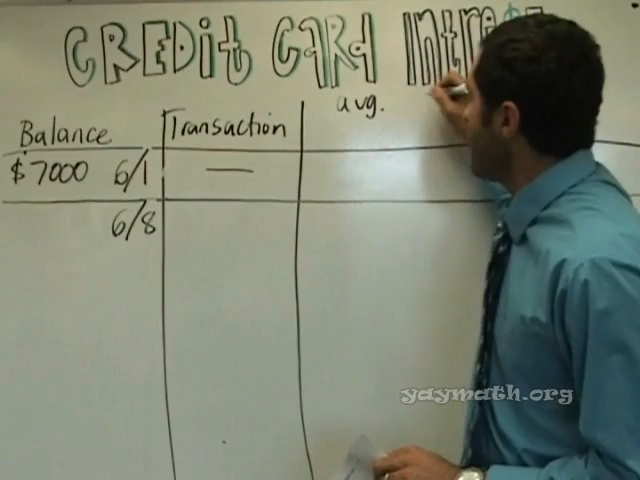 CREDIT CARD
avg.
Balance Transaction
$7000 6/1 —
6/8
yaymath.org